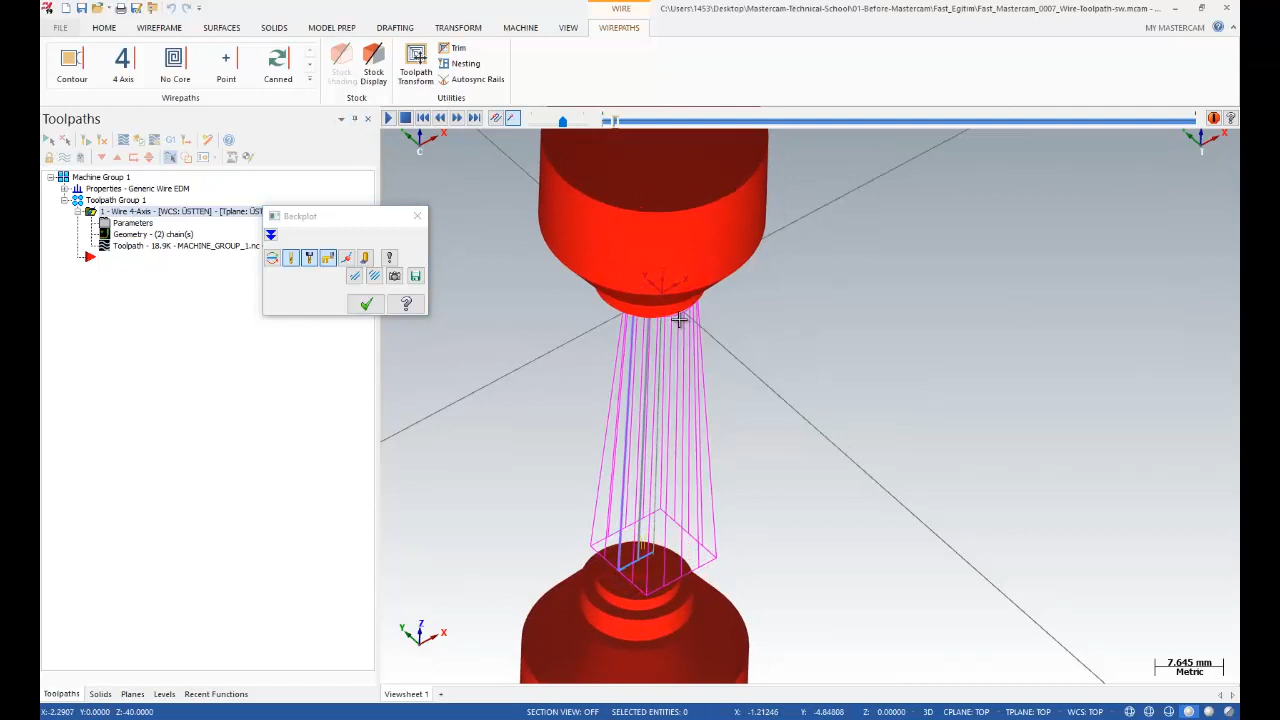 WIRE
C:\Users\1453\Desktop\Mastercam-Technical-School\01-Before-Mastercam\Fast_Egitim\Fast_Mastercam_0007_Wire-Toolpath-sw.mcam - ...
FILE HOME WIREFRAME SURFACES SOLIDS MODEL PREP DRAFTING TRANSFORM MACHINE VIEW WIREPATHS MY MASTERCAM
Contour
4
4 Axis
No Core
Point
Canned
Stock Shading
Stock Display
Toolpath Transform
Trim
Nesting
Autosync Rails
Wirepaths Stock Utilities
Toolpaths
G1
Machine Group 1
Properties - Generic Wire EDM
Toolpath Group 1
1 - Wire 4-Axis - [WCS: ÜSTTEN] - [Tplane: ÜSTT
Parameters
Geometry - (2) chain(s)
Toolpath - 18.9K - MACHINE_GROUP_1.nc
Backplot
X
C
X
T
Y X
Z
Y X
7.645 mm
Metric
Toolpaths Solids Planes Levels Recent Functions
Viewsheet 1 +
X:-2.2907 Y:0.0000 Z:-40.0000 SECTION VIEW: OFF SELECTED ENTITIES: 0 X: -1.21246 Y: -4.84808 Z: 0.00000 3D CPLANE: TOP TPLANE: TOP WCS: TOP